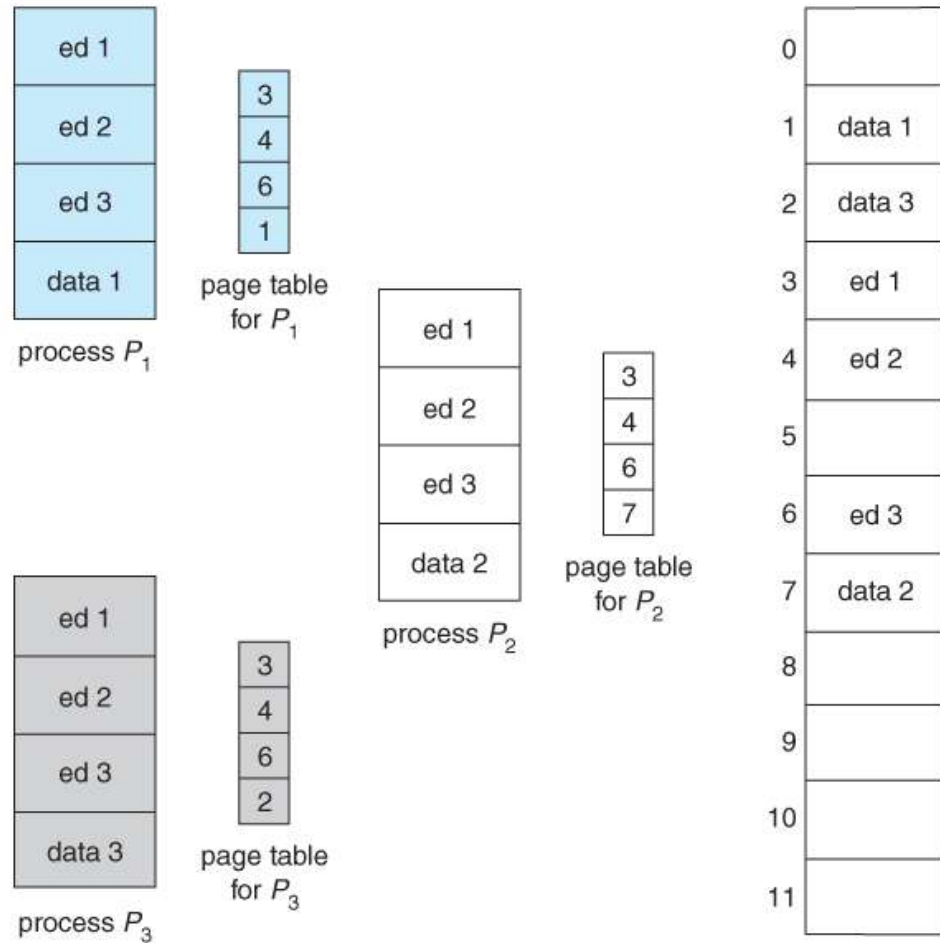 ed 1
ed 2
ed 3
data 1
process P1
3
4
6
1
page table
for P1
ed 1
ed 2
ed 3
data 2
process P2
3
4
6
7
page table
for P2
ed 1
ed 2
ed 3
data 3
process P3
3
4
6
2
page table
for P3
0
1 data 1
2 data 3
3 ed 1
4 ed 2
5
6 ed 3
7 data 2
8
9
10
11